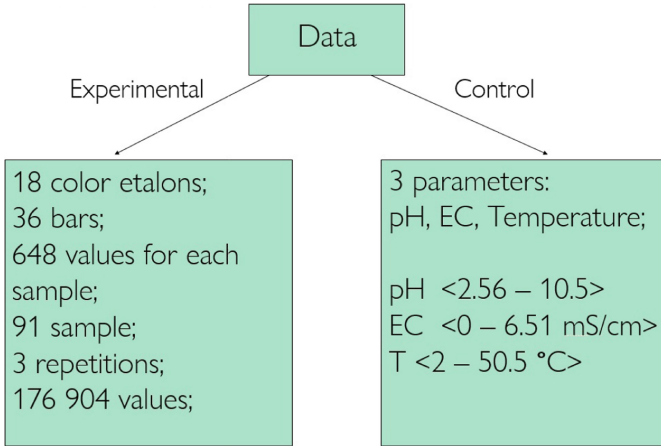 Data
Experimental
Control
18 color etalons;
36 bars;
648 values for each
sample;
91 sample;
3 repetitions;
176 904 values;
3 parameters:
pH, EC, Temperature;
pH <2.56 – 10.5>
EC <0 – 6.51 mS/cm>
T <2 – 50.5 °C>